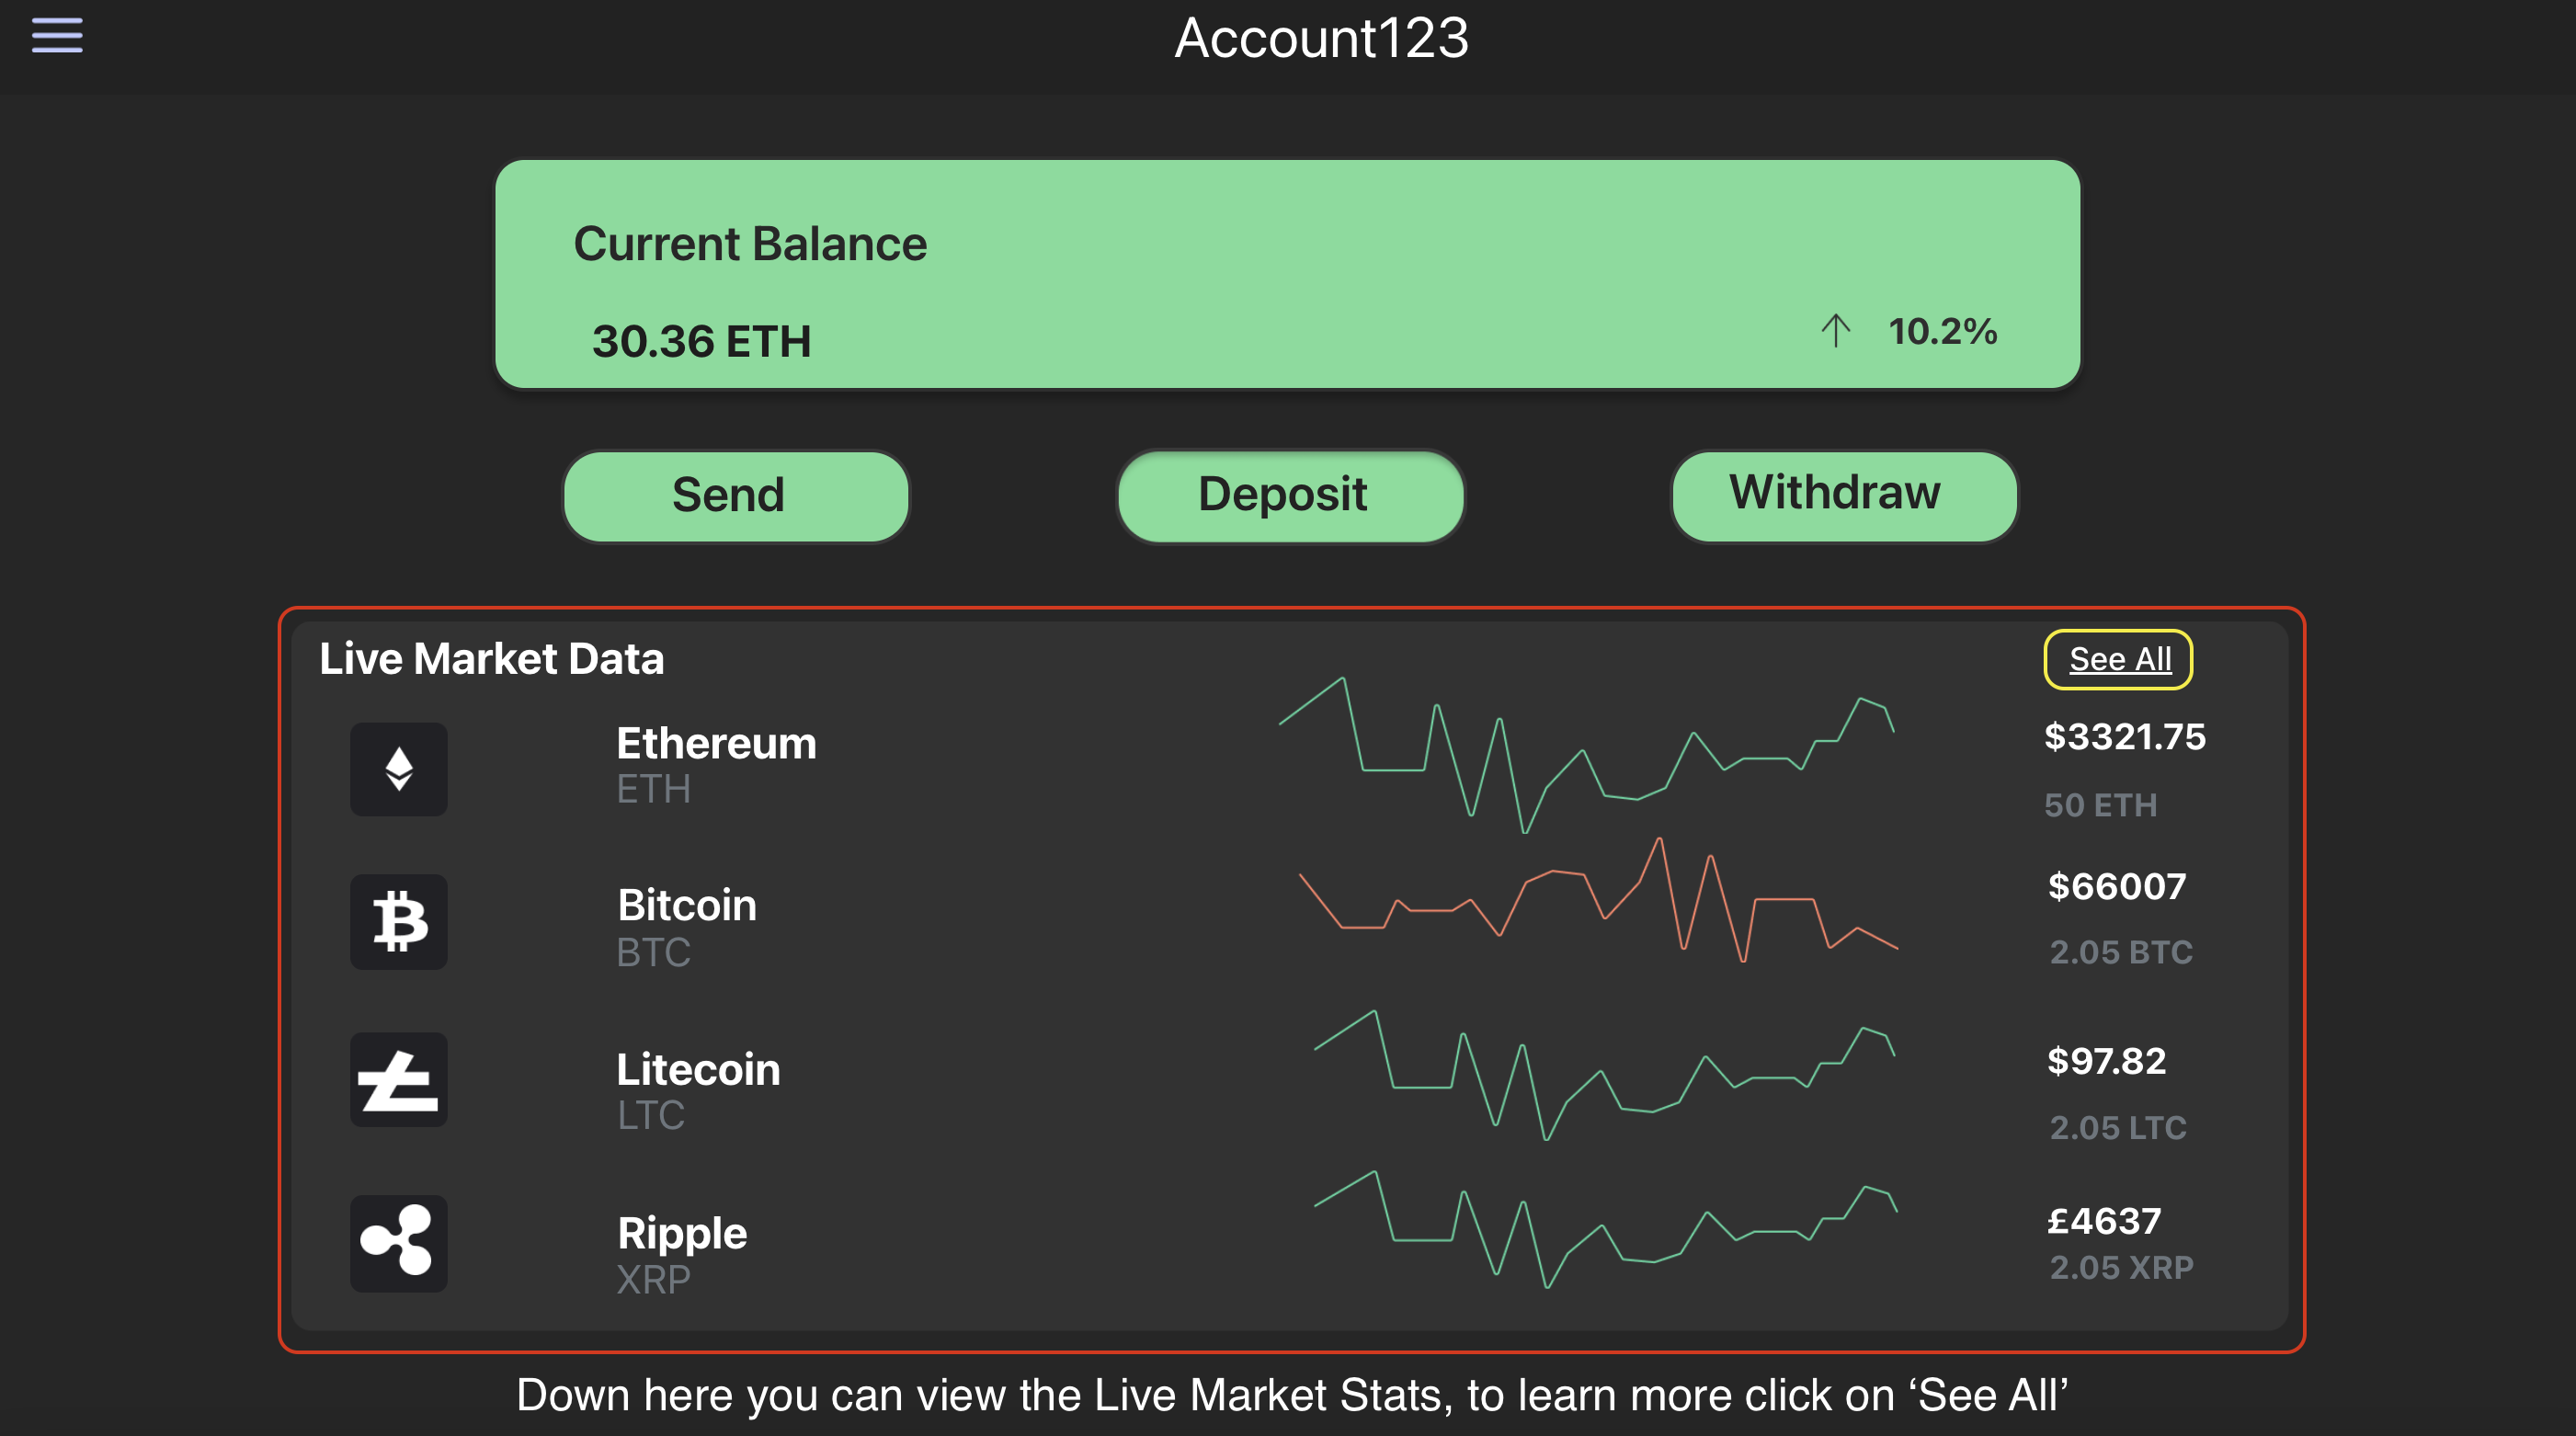 Account123
Current Balance
30.36 ETH
↑ 10.2%
Send
Deposit
Withdraw
Live Market Data
See All
Ethereum
ETH
$3321.75
50 ETH
Bitcoin
BTC
$66007
2.05 BTC
Litecoin
LTC
$97.82
2.05 LTC
Ripple
XRP
£4637
2.05 XRP
Down here you can view the Live Market Stats, to learn more click on ‘See All’